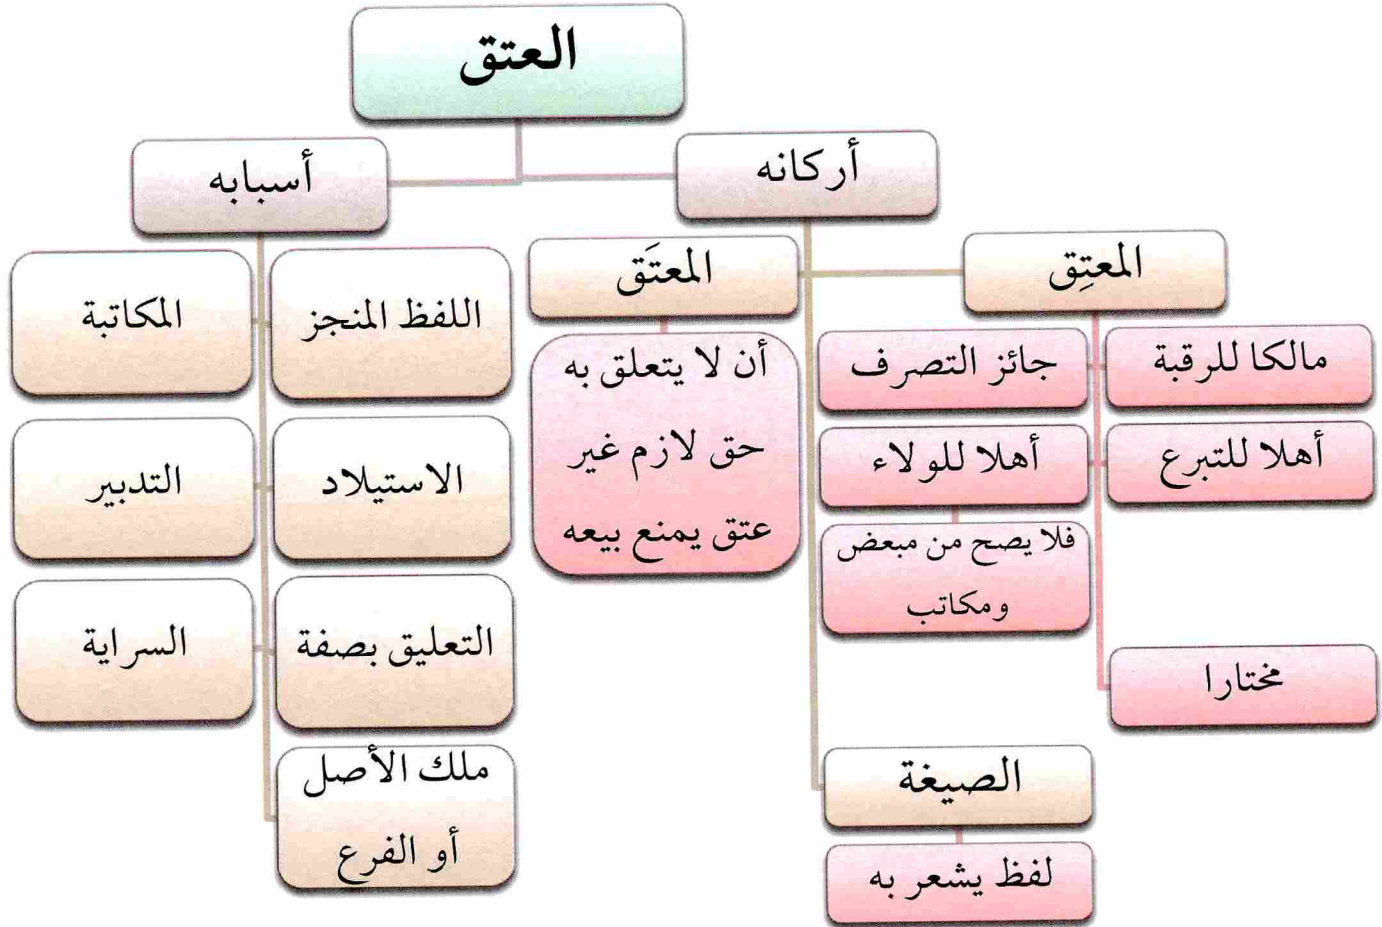 العتق
أركانه
المعتِق
مالكا للرقبة
جائز التصرف
أهلا للتبرع
أهلا للولاء
فلا يصح من مبعض
ومكاتب
مختارا
المعتَق
أن لا يتعلق به
حق لازم غير
عتق يمنع بيعه
الصيغة
لفظ يشعر به
أسبابه
اللفظ المنجز
المكاتبة
الاستيلاد
التدبير
التعليق بصفة
السراية
ملك الأصل
أو الفرع